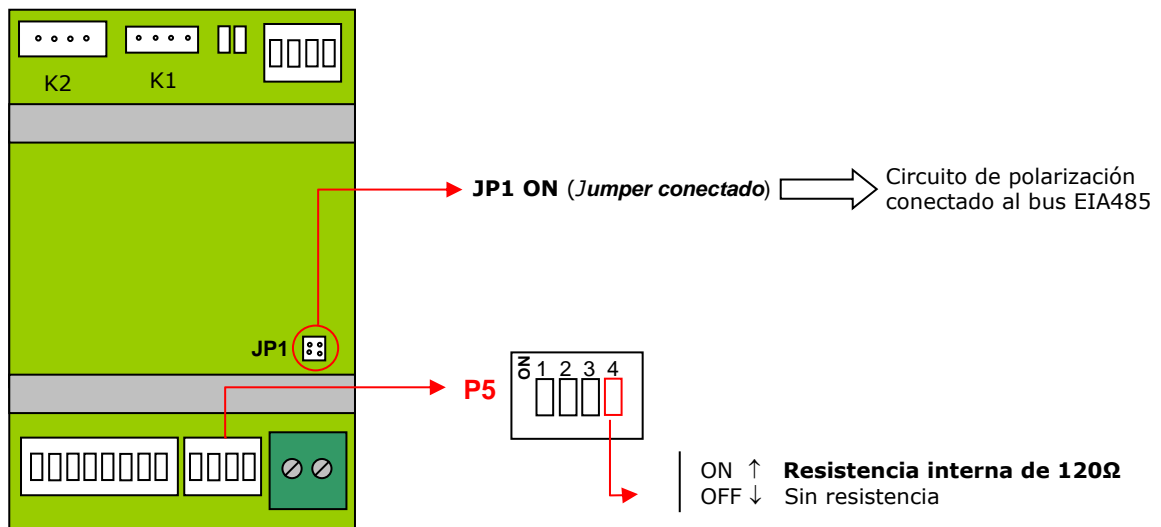 K2
K1
JP1 ON (Jumper conectado)
Circuito de polarización
conectado al bus EIA485
JP1
P5
ON
1 2 3 4
ON ↑ Resistencia interna de 120Ω
OFF ↓ Sin resistencia